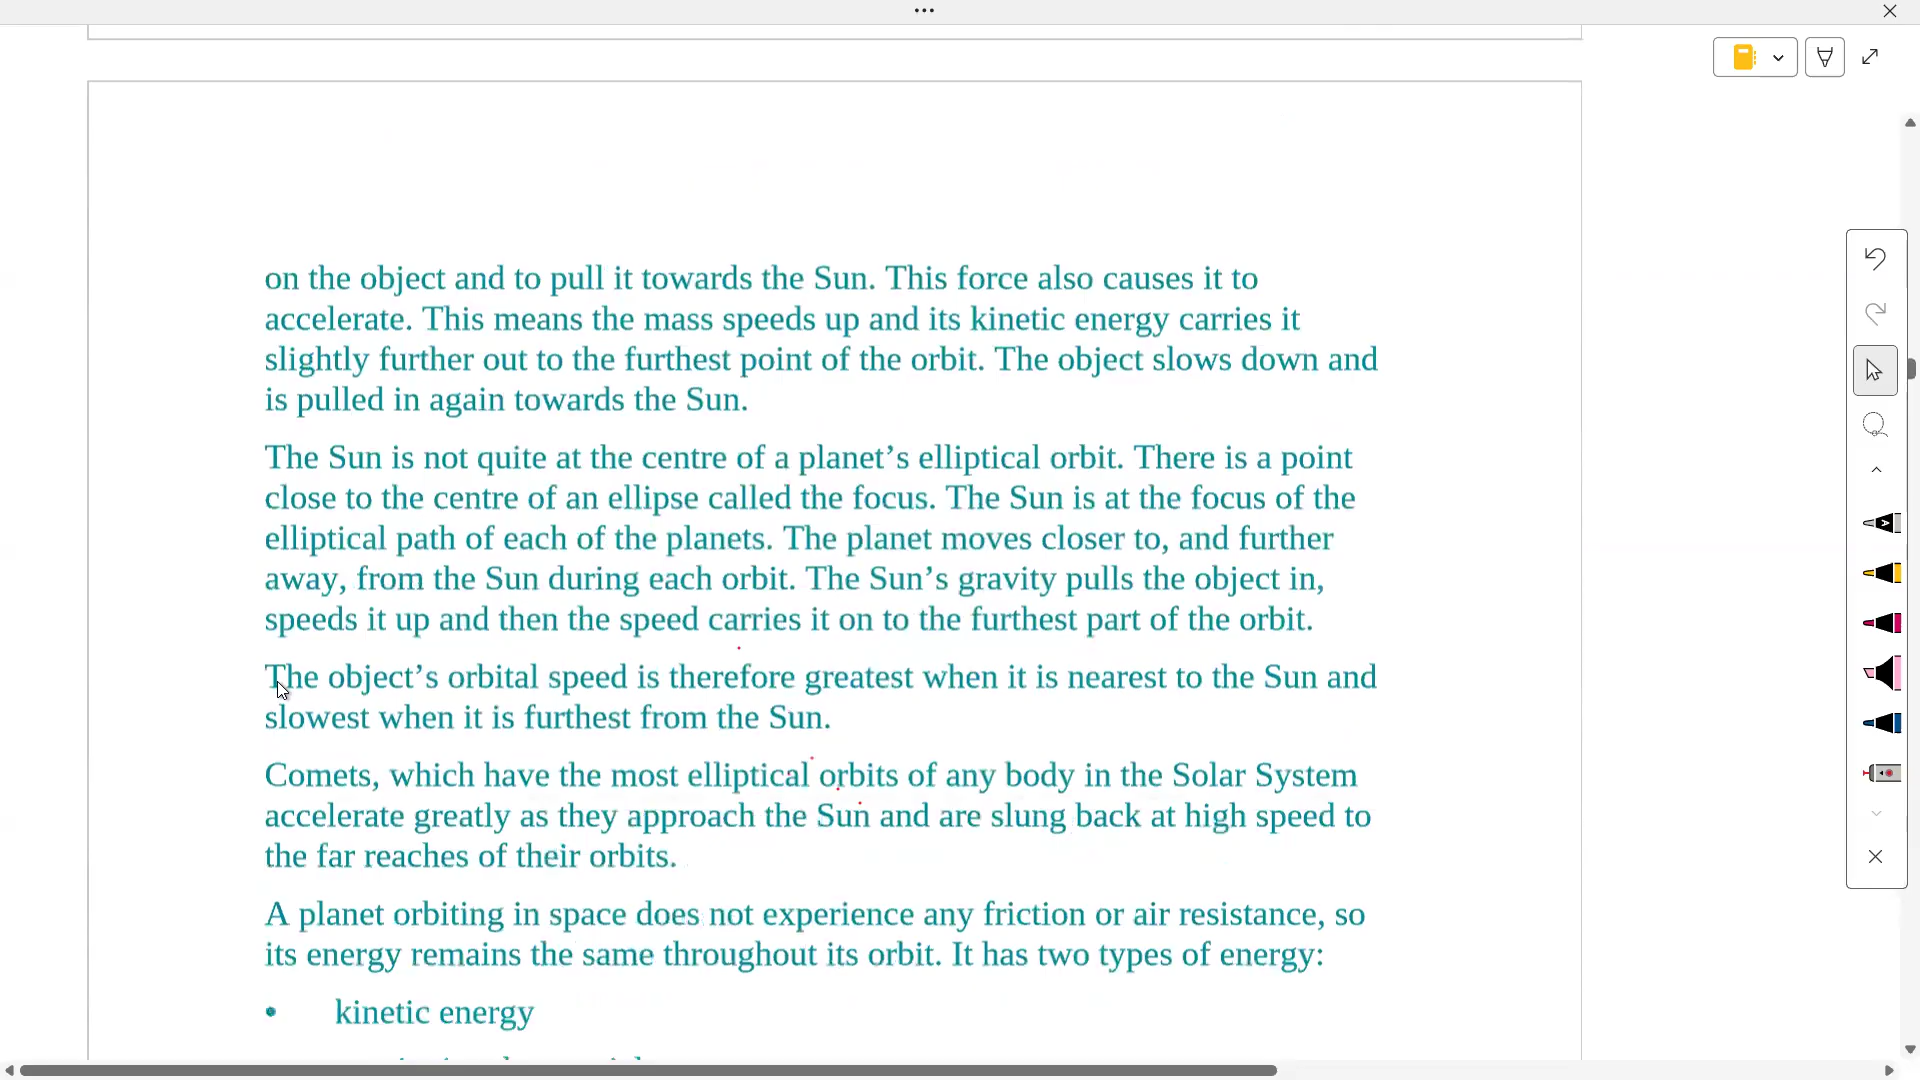 on the object and to pull it towards the Sun. This force also causes it to
accelerate. This means the mass speeds up and its kinetic energy carries it
slightly further out to the furthest point of the orbit. The object slows down and
is pulled in again towards the Sun.
The Sun is not quite at the centre of a planet’s elliptical orbit. There is a point
close to the centre of an ellipse called the focus. The Sun is at the focus of the
elliptical path of each of the planets. The planet moves closer to, and further
away, from the Sun during each orbit. The Sun’s gravity pulls the object in,
speeds it up and then the speed carries it on to the furthest part of the orbit.
The object’s orbital speed is therefore greatest when it is nearest to the Sun and
slowest when it is furthest from the Sun.
Comets, which have the most elliptical orbits of any body in the Solar System
accelerate greatly as they approach the Sun and are slung back at high speed to
the far reaches of their orbits.
A planet orbiting in space does not experience any friction or air resistance, so
its energy remains the same throughout its orbit. It has two types of energy:
• kinetic energy